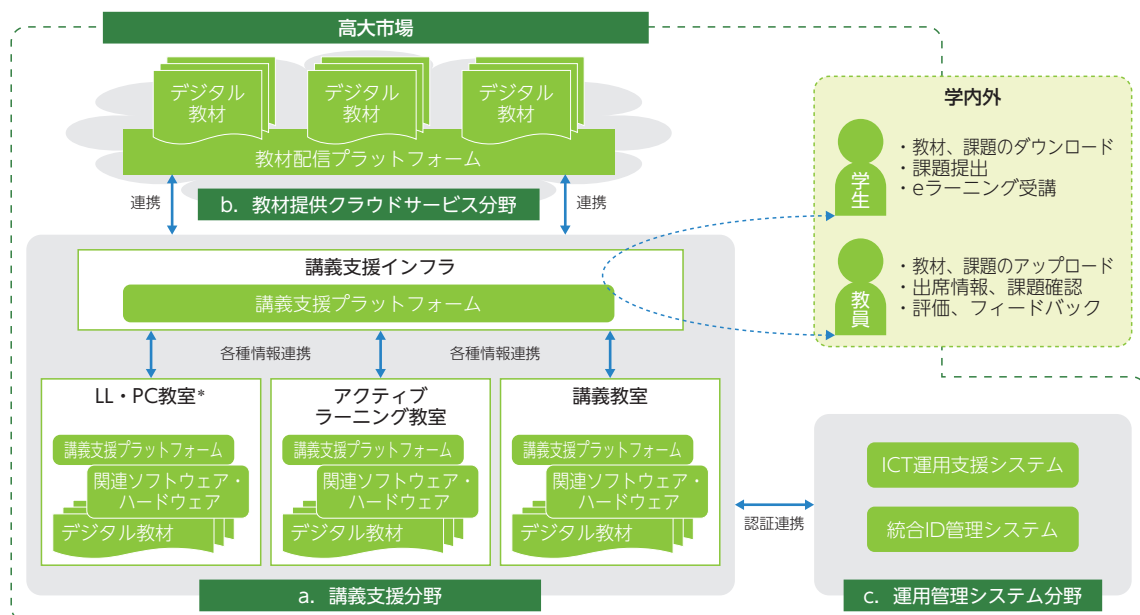 高大市場
デジタル
教材
デジタル
教材
デジタル
教材
教材配信プラットフォーム
連携
連携
b. 教材提供クラウドサービス分野
学内外
学生
・教材、課題のダウンロード
・課題提出
・eラーニング受講
教員
・教材、課題のアップロード
・出席情報、課題確認
・評価、フィードバック
講義支援インフラ
講義支援プラットフォーム
各種情報連携
各種情報連携
LL・PC教室*
講義支援プラットフォーム
関連ソフトウェア・
ハードウェア
デジタル教材
アクティブ
ラーニング教室
講義支援プラットフォーム
関連ソフトウェア・
ハードウェア
デジタル教材
講義教室
講義支援プラットフォーム
関連ソフトウェア・
ハードウェア
デジタル教材
a. 講義支援分野
認証連携
ICT運用支援システム
統合ID管理システム
c. 運用管理システム分野